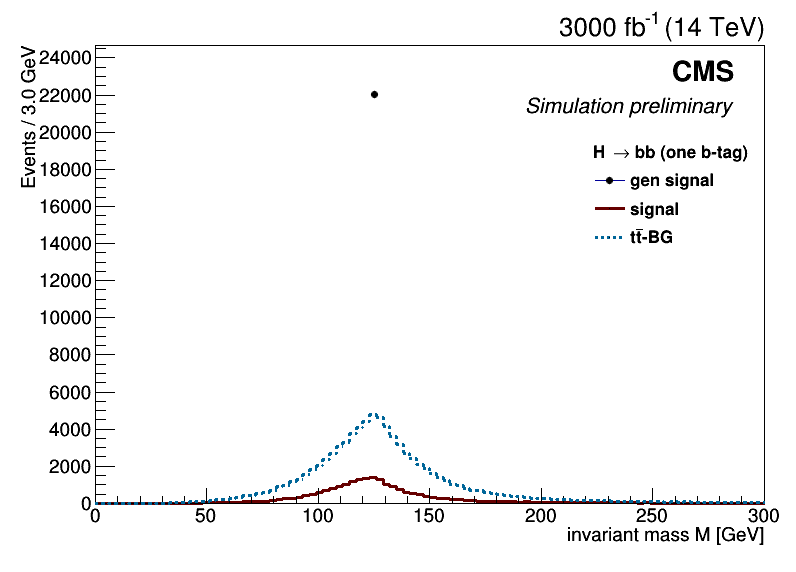 3000 fb⁻¹ (14 TeV)
CMS
Simulation preliminary
H → bb (one b-tag)
gen signal
signal
tt̄-BG
Events / 3.0 GeV
24000
22000
20000
18000
16000
14000
12000
10000
8000
6000
4000
2000
0
0 50 100 150 200 250 300
invariant mass M [GeV]